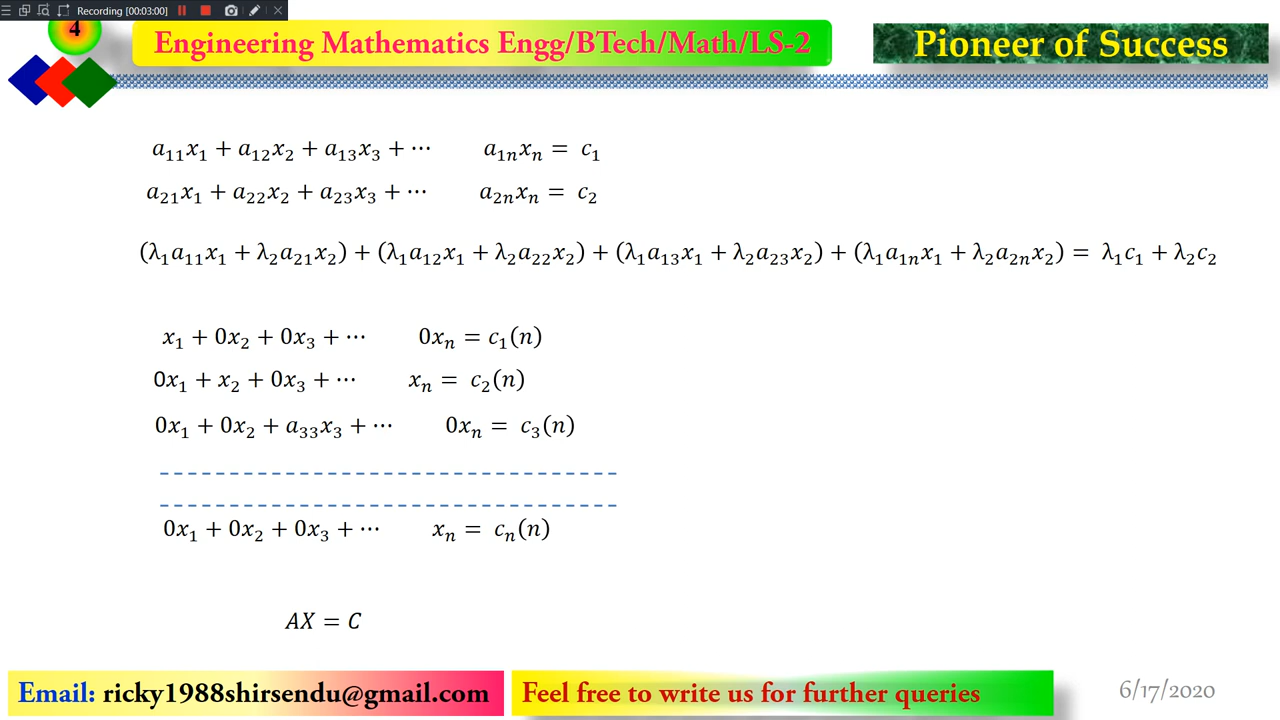 Recording [00:03:00]
4
Engineering Mathematics Engg/BTech/Math/LS-2
Pioneer of Success
a₁₁x₁ + a₁₂x₂ + a₁₃x₃ + ⋯ a₁ₙxₙ = c₁
a₂₁x₁ + a₂₂x₂ + a₂₃x₃ + ⋯ a₂ₙxₙ = c₂
(λ₁a₁₁x₁ + λ₂a₂₁x₂) + (λ₁a₁₂x₁ + λ₂a₂₂x₂) + (λ₁a₁₃x₁ + λ₂a₂₃x₂) + (λ₁a₁ₙx₁ + λ₂a₂ₙx₂) = λ₁c₁ + λ₂c₂
x₁ + 0x₂ + 0x₃ + ⋯ 0xₙ = c₁(n)
0x₁ + x₂ + 0x₃ + ⋯ xₙ = c₂(n)
0x₁ + 0x₂ + a₃₃x₃ + ⋯ 0xₙ = c₃(n)
0x₁ + 0x₂ + 0x₃ + ⋯ xₙ = cₙ(n)
AX = C
Email: ricky1988shirsendu@gmail.com
Feel free to write us for further queries
6/17/2020